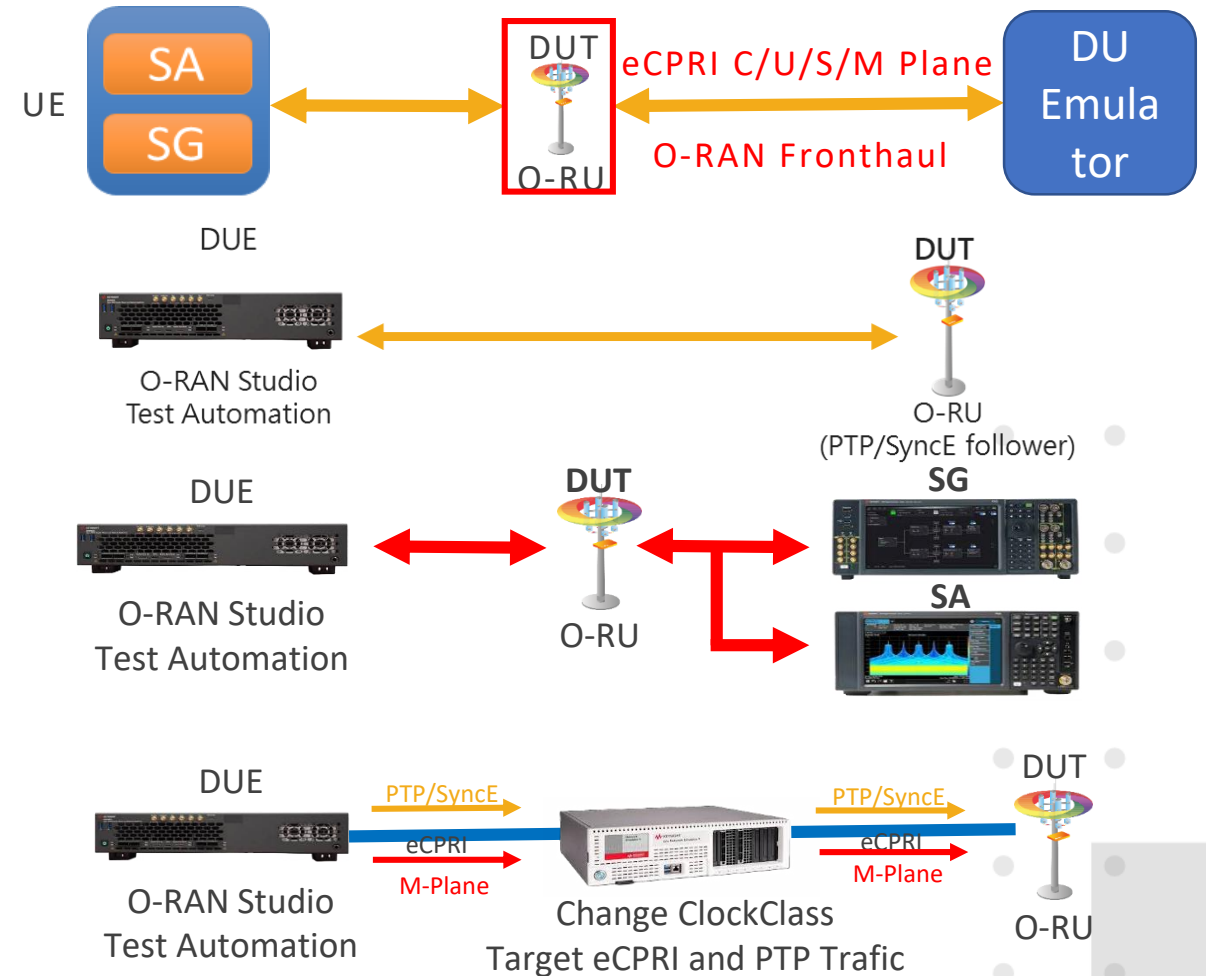 UE
SA
SG
DUT
O-RU
eCPRI C/U/S/M Plane
O-RAN Fronthaul
DU
Emula
tor
DUE
O-RAN Studio
Test Automation
DUT
O-RU
(PTP/SyncE follower)
DUE
O-RAN Studio
Test Automation
DUT
O-RU
SG
SA
DUE
O-RAN Studio
Test Automation
PTP/SyncE
eCPRI
M-Plane
Change ClockClass
Target eCPRI and PTP Trafic
PTP/SyncE
eCPRI
M-Plane
DUT
O-RU